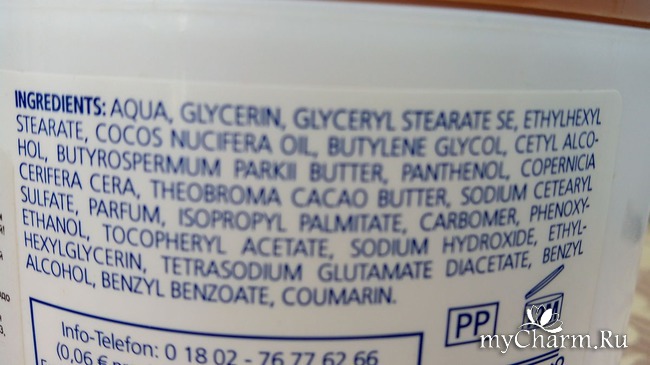 INGREDIENTS: AQUA, GLYCERIN, GLYCERYL STEARATE SE, ETHYLHEXYL
STEARATE, COCOS NUCIFERA OIL, BUTYLENE GLYCOL, CETYL ALCO-
HOL, BUTYROSPERMUM PARKII BUTTER, PANTHENOL, COPERNICIA
CERIFERA CERA, THEOBROMA CACAO BUTTER, SODIUM CETEARYL
SULFATE, PARFUM, ISOPROPYL PALMITATE, CARBOMER, PHENOXY-
ETHANOL, TOCOPHERYL ACETATE, SODIUM HYDROXIDE, ETHYL-
HEXYLGLYCERIN, TETRASODIUM GLUTAMATE DIACETATE, BENZYL
ALCOHOL, BENZYL BENZOATE, COUMARIN.
PP
Info-Telefon: 0 18 02 - 76 77 62 66
(0,06 €
myCharm.Ru